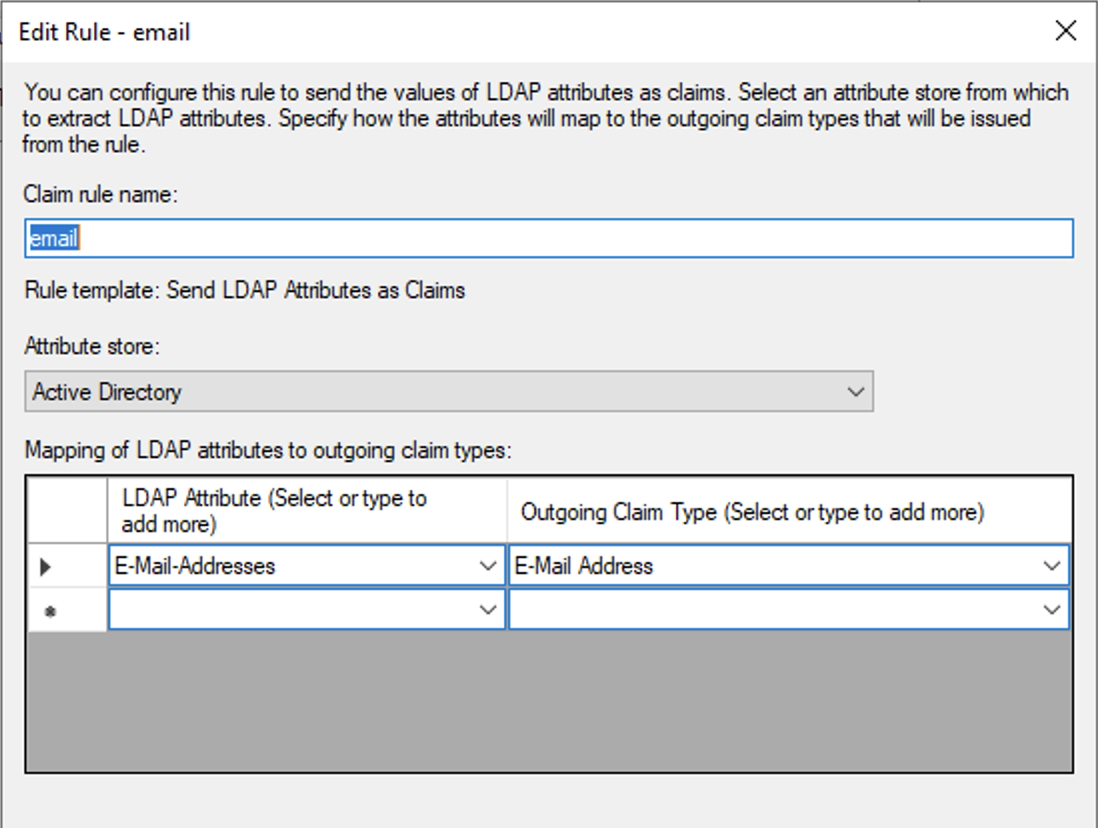 Edit Rule - email
You can configure this rule to send the values of LDAP attributes as claims. Select an attribute store from which
to extract LDAP attributes. Specify how the attributes will map to the outgoing claim types that will be issued
from the rule.
Claim rule name:
email
Rule template: Send LDAP Attributes as Claims
Attribute store:
Active Directory
Mapping of LDAP attributes to outgoing claim types:
LDAP Attribute (Select or type to
add more)
Outgoing Claim Type (Select or type to add more)
E-Mail-Addresses
E-Mail Address